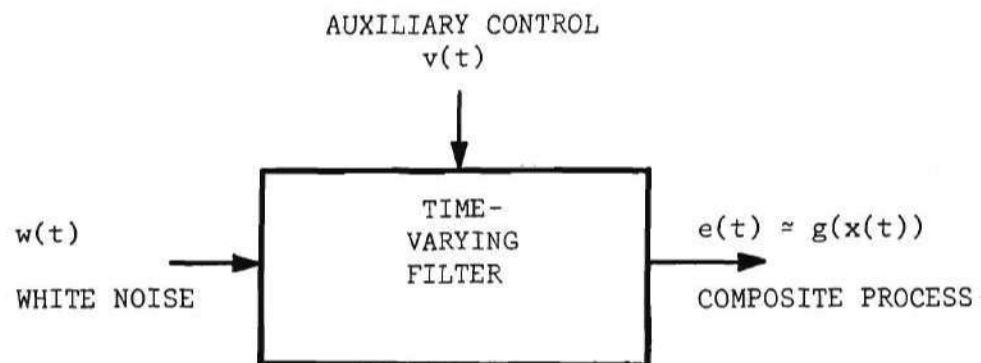 AUXILIARY CONTROL
v(t)
TIME-
VARYING
FILTER
w(t)
WHITE NOISE
e(t) ≃ g(x(t))
COMPOSITE PROCESS